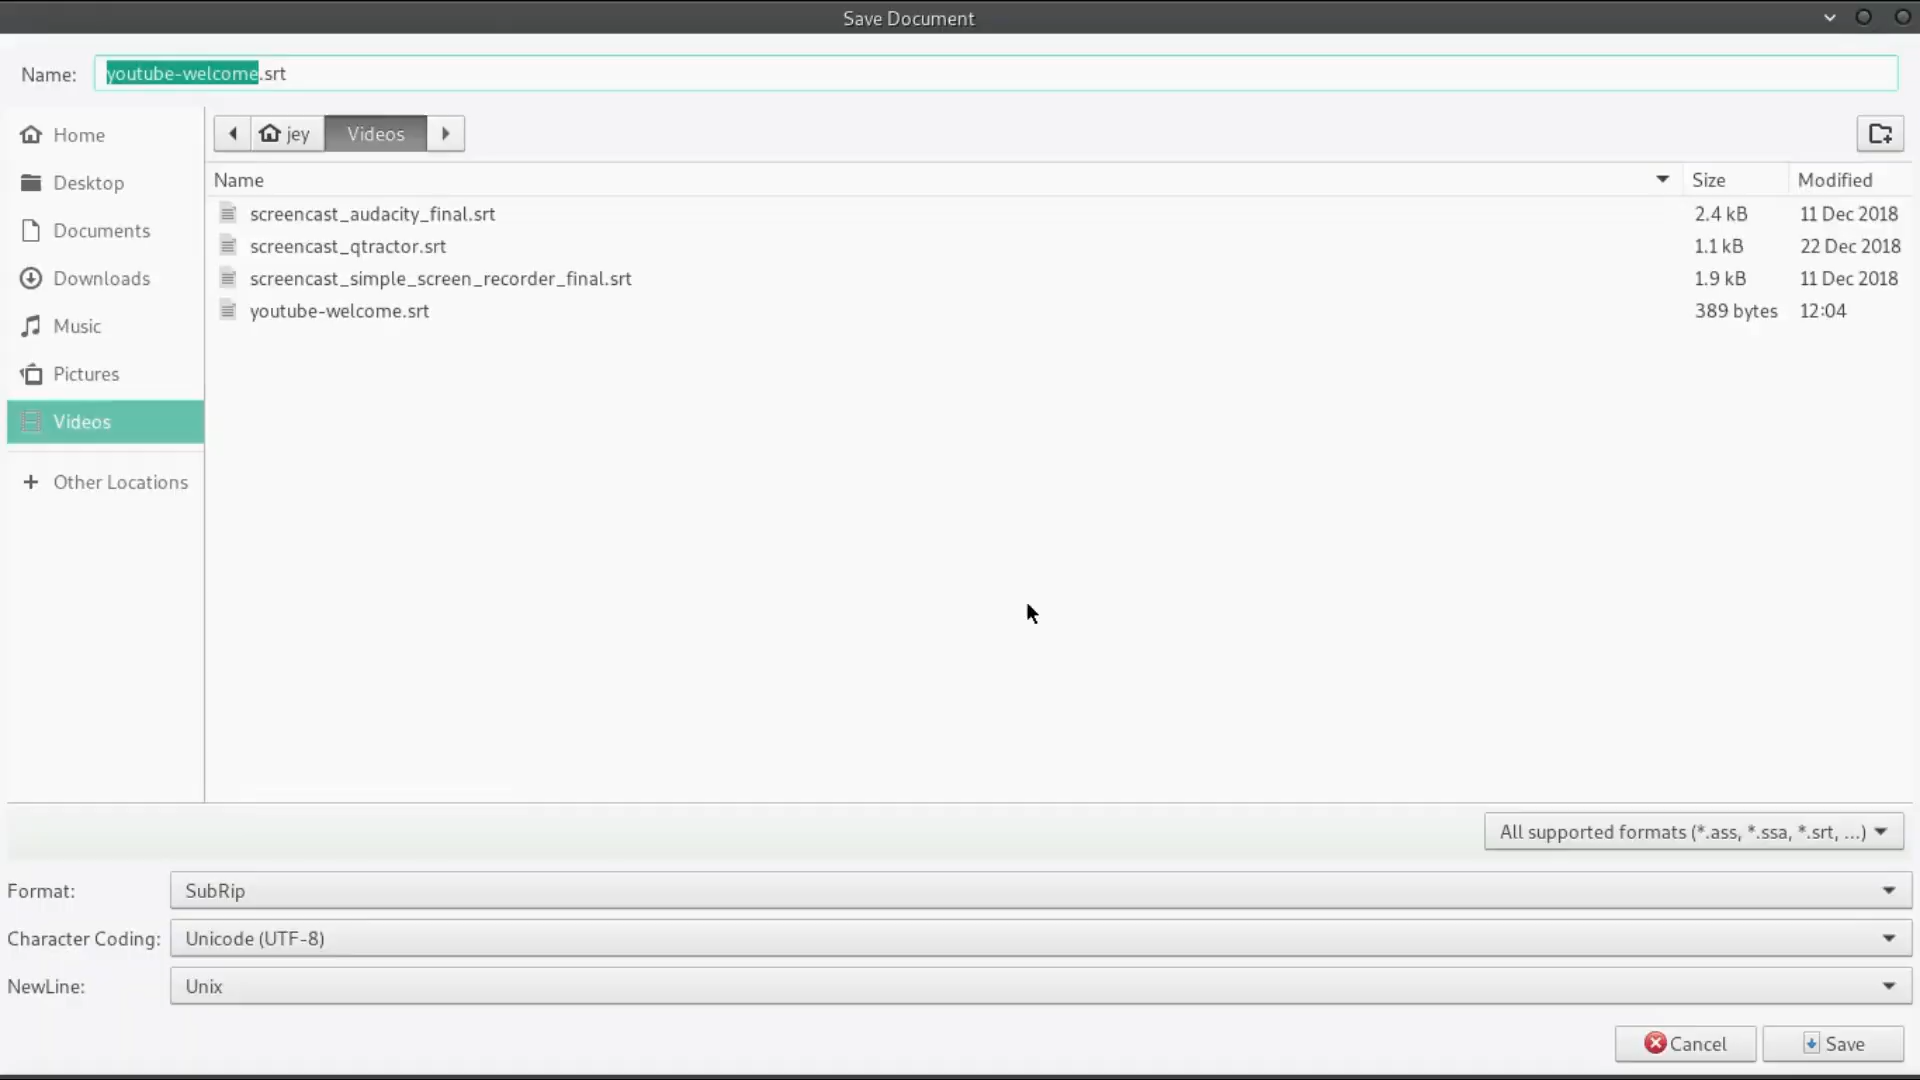 Save Document
Name: youtube-welcome.srt
Home
Desktop
Documents
Downloads
Music
Pictures
Videos
Other Locations
jey Videos
Name Size Modified
screencast_audacity_final.srt 2.4 kB 11 Dec 2018
screencast_qtractor.srt 1.1 kB 22 Dec 2018
screencast_simple_screen_recorder_final.srt 1.9 kB 11 Dec 2018
youtube-welcome.srt 389 bytes 12:04
All supported formats (*.ass, *.ssa, *.srt, ...)
Format: SubRip
Character Coding: Unicode (UTF-8)
NewLine: Unix
Cancel Save